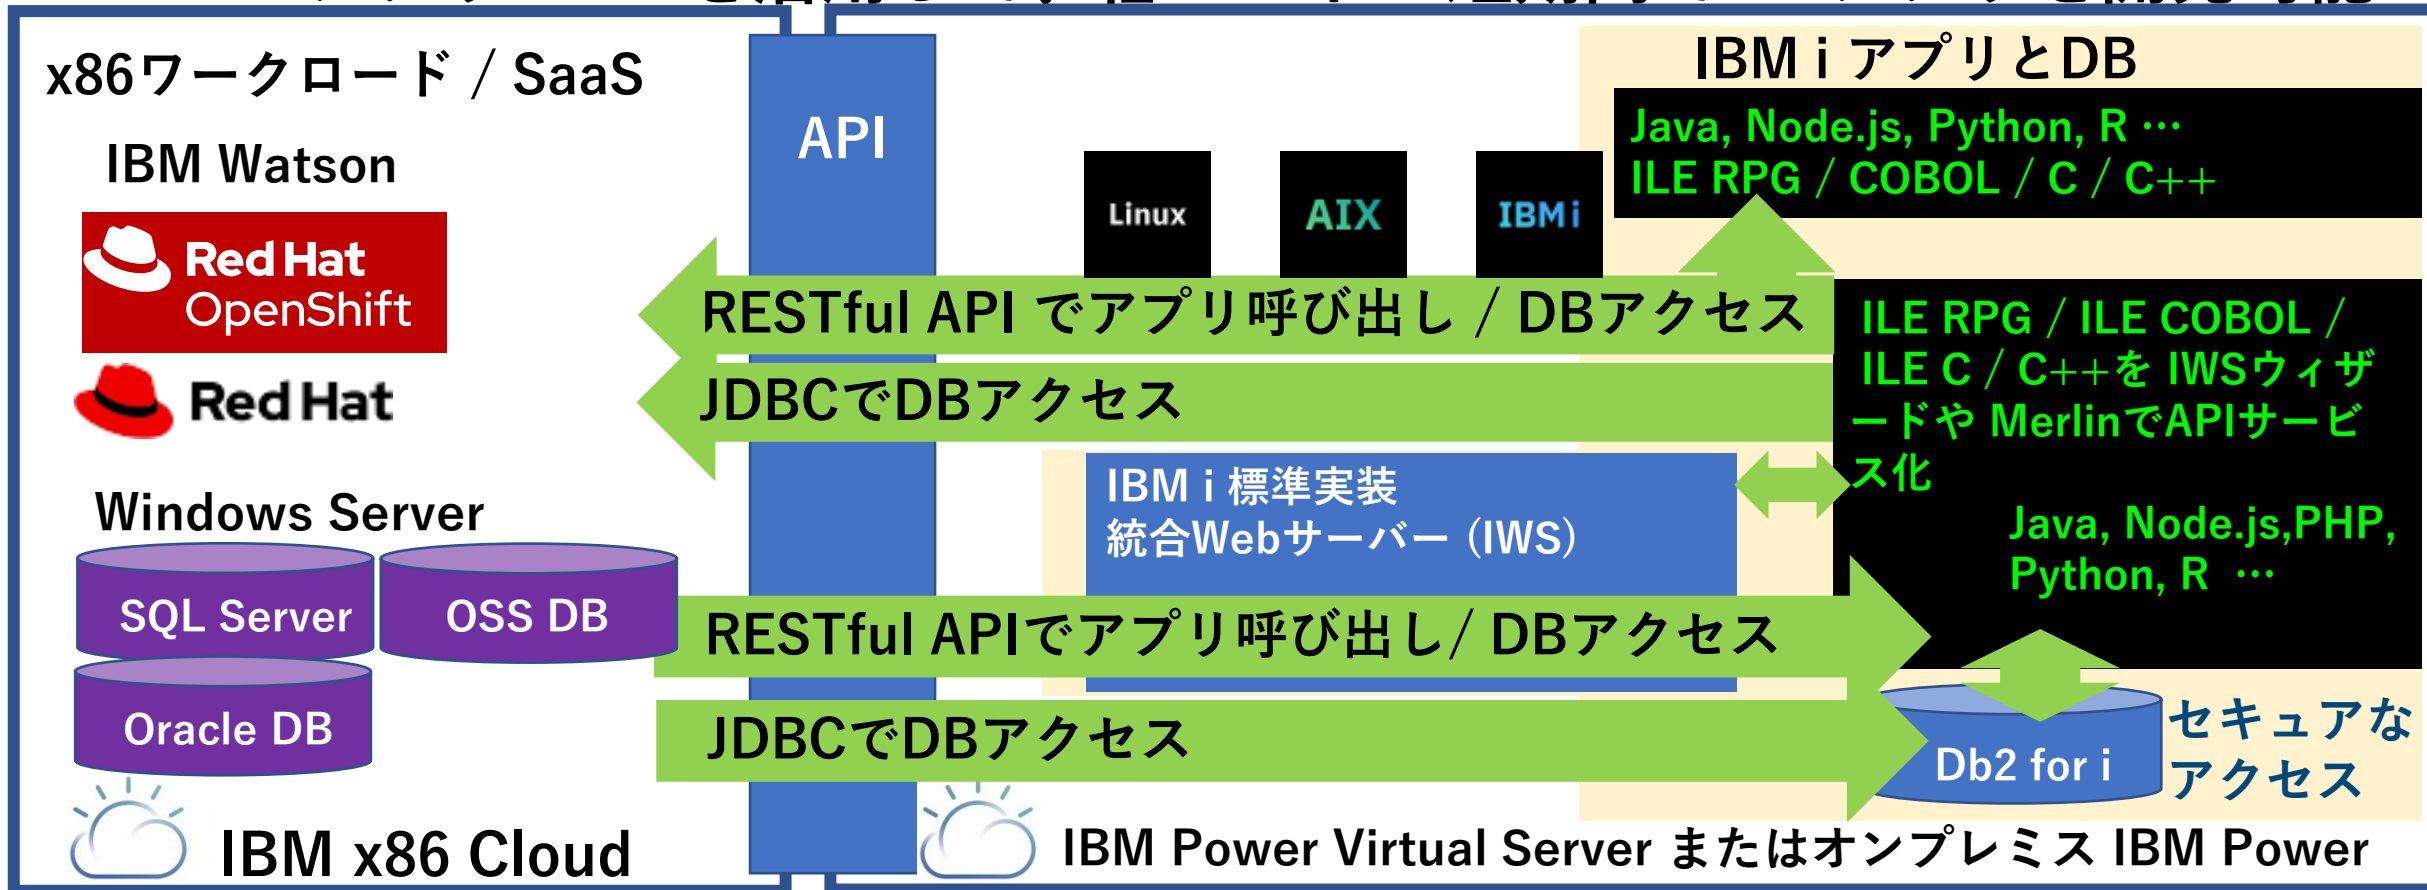 x86ワークロード / SaaS
IBM Watson
Red Hat
OpenShift
Red Hat
Windows Server
SQL Server
OSS DB
Oracle DB
IBM x86 Cloud
API
Linux
AIX
IBM i
IBM i アプリとDB
Java, Node.js, Python, R …
ILE RPG / COBOL / C / C++
RESTful API でアプリ呼び出し / DBアクセス
JDBCでDBアクセス
ILE RPG / ILE COBOL /
ILE C / C++を IWSウィザ
ードや MerlinでAPIサービ
ス化
Java, Node.js,PHP,
Python, R …
IBM i 標準実装
統合Webサーバー (IWS)
RESTful APIでアプリ呼び出し/ DBアクセス
JDBCでDBアクセス
Db2 for i
セキュアな
アクセス
IBM Power Virtual Server またはオンプレミス IBM Power